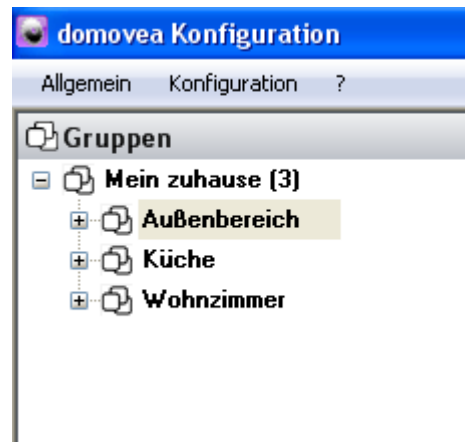 domovea Konfiguration
Allgemein Konfiguration ?
Gruppen
Mein zuhause (3)
Außenbereich
Küche
Wohnzimmer